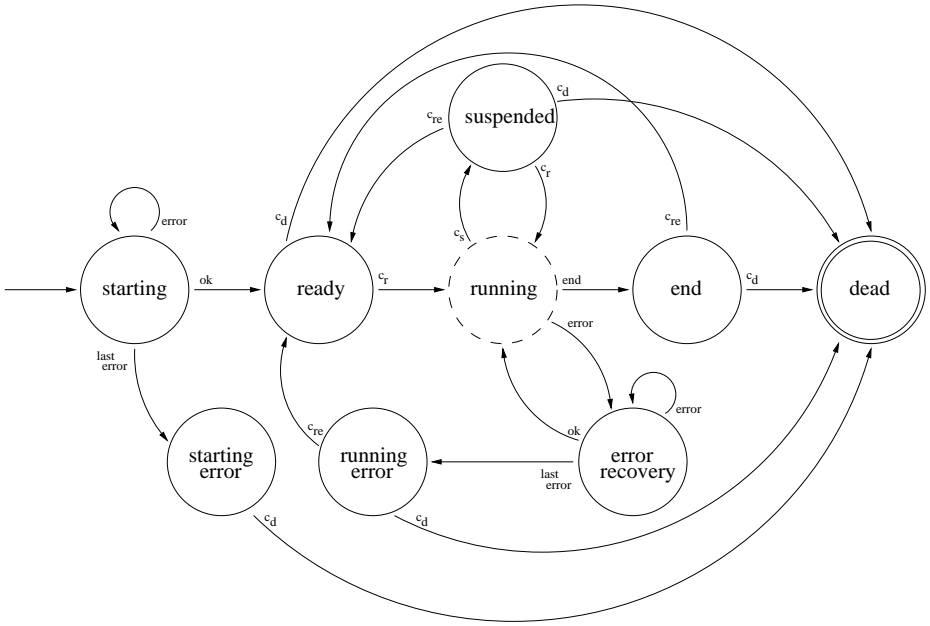 c_d
suspended
c_re
c_r
error
c_d
c_s
c_re
starting
ok
ready
c_r
running
end
end
c_d
dead
error
last
error
error
c_re
ok
starting
error
running
error
error
recovery
last
error
c_d
c_d